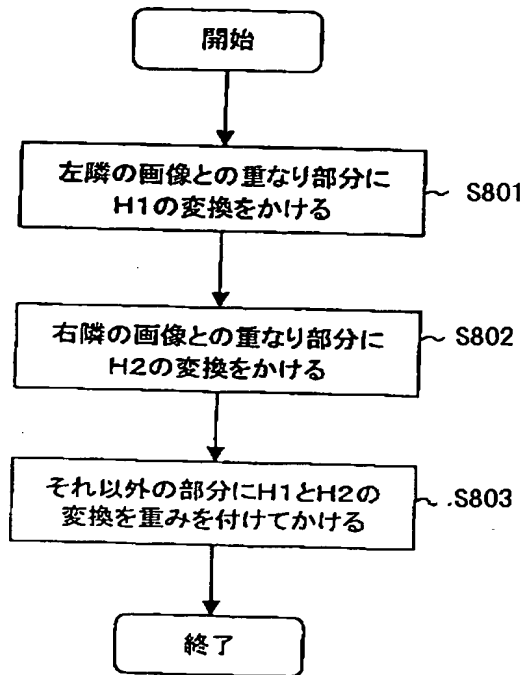 開始
左隣の画像との重なり部分に
H1の変換をかける
S801
右隣の画像との重なり部分に
H2の変換をかける
S802
それ以外の部分にH1とH2の
変換を重みを付けてかける
S803
終了